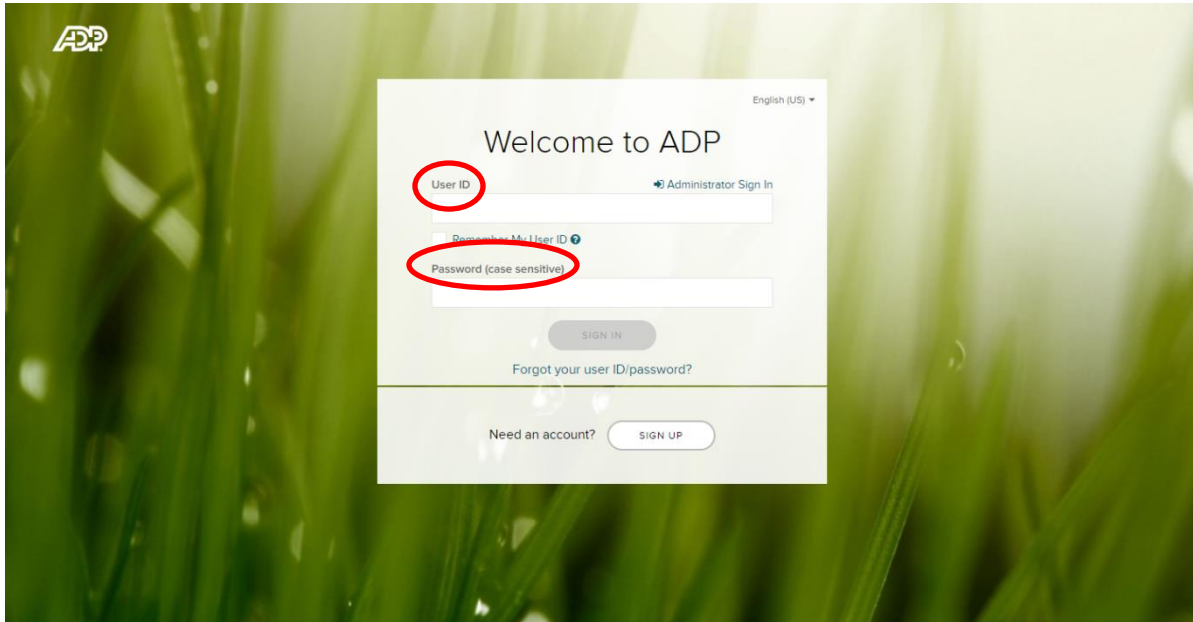 ADP
English (US)
Welcome to ADP
User ID
Administrator Sign In
Remember My User ID
Password (case sensitive)
SIGN IN
Forgot your user ID/password?
Need an account?
SIGN UP